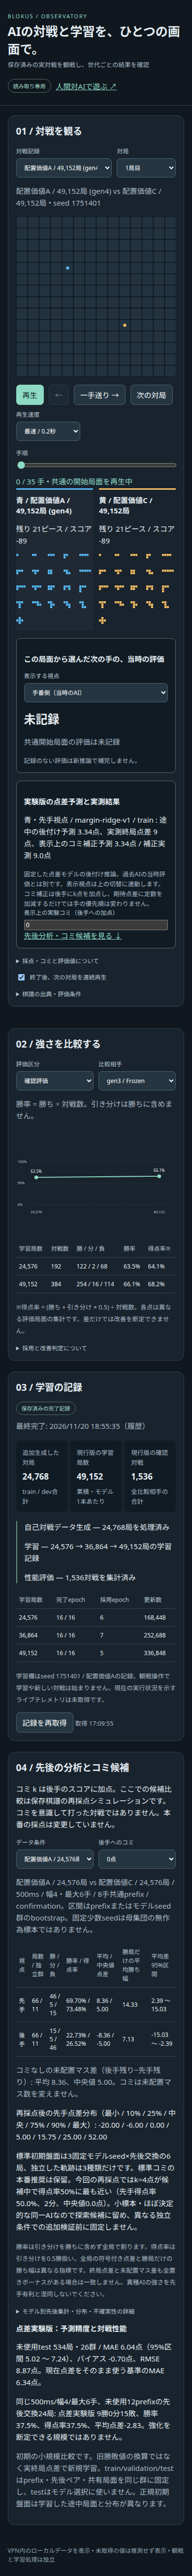 BLOKUS / OBSERVATORY
AIの対戦と学習を、ひとつの画
面で。
保存済みの実対戦を観戦し、世代ごとの結果を確認
読み取り専用
人間対AIで遊ぶ ↗
01 / 対戦を観る
対戦記録
対局
配置価値A / 49,152局 (gen4
1局目
配置価値A / 49,152局 (gen4) vs 配置価値C /
49,152局 • seed 1751401
再生
←
一手送り →
次の対局
再生速度
最速 / 0.2秒
手順
0 / 35 手・共通の開始局面を再生中
青 / 配置価値A /
49,152局 (gen4)
残り 21ピース / スコア
-89
黄 / 配置価値C /
49,152局
残り 21ピース / スコア
-89
この局面から選んだ次の手の、当時の評価
表示する視点
手番側（当時のAI）
未記録
共通開始局面の評価は未記録
記録のない評価は新推論で補完しません。
実験版の点差予測と実測結果
青・先手視点 / margin-ridge-v1 / train：途
中の後付け予測 3.34点、実測終局点差 9
点、表示上のコミ補正予測 3.34点 / 補正実
測 9.0点
固定した点差モデルの後付け推論。過去AIの当時評
価とは別です。表示視点は上の切替に連動します。
コミ補正は後手にkを加点し、期待点差に定数を
加減するだけでは手の優先順は変わりません。
表示上の実験コミ（後手への加点）
0
先後分析・コミ候補を見る ↓
▸ 採点・コミと評価値について
終了後、次の対局を連続再生
▸ 棋譜の出典・評価条件
02 / 強さを比較する
評価区分
比較相手
確認評価
gen3 / Frozen
勝率 = 勝ち ÷ 対戦数。引き分けは勝ちに含めま
せん。
100%
50%
0%
63.5%
66.1%
24,576
49,152
学習局数 対戦数 勝 / 分 / 負 勝率 得点率※
24,576 192 122 / 2 / 68 63.5% 64.1%
49,152 384 254 / 16 / 114 66.1% 68.2%
※得点率 = (勝ち + 引き分け × 0.5) ÷ 対戦数。各点は異な
る評価局面の集計です。差だけでは改善を断定できませ
ん。
▸ 採用と改善判定について
03 / 学習の記録
保存済みの完了記録
最終完了: 2026/11/20 18:55:35（履歴）
追加生成した対局
24,768
train / dev合計
現行版の学習局数
49,152
累積・モデル1本あたり
現行版の確認対戦
1,536
全比較相手の合計
自己対戦データ生成 — 24,768局を処理済み
学習 — 24,576 → 36,864 → 49,152局の学習
記録
性能評価 — 1,536対戦を集計済み
学習局数 完了epoch 採用epoch 更新数
24,576 16 / 16 6 168,448
36,864 16 / 16 7 252,688
49,152 16 / 16 5 336,848
学習欄はseed 1751401 / 配置価値Aの記録。観戦操作で
学習や新しい対戦は始まりません。現在の実行状況を示す
ライブテレメトリは未取得です。
記録を再取得
取得 17:09:55
04 / 先後の分析とコミ候補
コミ k は後手のスコアに加点。ここでの候補比
較は保存棋譜の再採点シミュレーションです。
コミを意識して打った対戦ではありません。本
番の採点は変更していません。
データ条件
後手へのコミ
配置価値A / 24,576局
0点
配置価値A / 24,576局 vs 配置価値C / 24,576局 /
500ms / 幅4・最大6手 / 8手共通prefix /
confirmation。区間はprefixまたはモデルseed
群のbootstrap。固定少数seedは母集団の無作
為標本ではありません。
視点 局数 / 独立群 勝 / 分 / 負 勝率 / 得点率 平均 / 中央値点差 勝局だけの平均勝ち幅 平均差95%区間
先手 66 / 11 46 / 5 / 15 69.70% / 73.48% 8.36 / 5.00 14.33 2.39 〜 15.03
後手 66 / 11 15 / 5 / 46 22.73% / 26.52% -8.36 / -5.00 7.13 -15.03 〜 -2.39
コミなしの未配置マス差（後手残り−先手残
り）: 平均 8.36、中央値 5.00。コミは未配置マ
ス数を変えません。
再採点後の先手点差分布（最小 / 10% / 25% / 中
央 / 75% / 90% / 最大）: -20.00 / -6.00 / 0.00 /
5.00 / 15.75 / 25.00 / 52.00
標準初期盤面は3固定モデルseed×先後交換の6
局、独立した軌跡は3種類だけです。標準コミの
本番推奨は保留。今回の再採点ではk=4点が候
補中で得点率50%に最も近い（先手得点率
50.0%、2分、中央値0.0点）。小標本・ほぼ決定
的な同一AIなので探索候補に留め、異なる独立
条件での追加検証前に固定しません。
勝率は引き分けを勝ちに含めず全局で割ります。得点率は
引き分けを0.5勝扱い。全局の符号付き点差と勝局だけの
勝ち幅は異なる指標です。終局点差と未配置マス差も全置
きボーナスがある場合は一致しません。異種AIの強さを先
手有利と混同しないでください。
▸ モデル別先後集計・分布・不確実性の詳細
点差実験版：予測精度と対戦性能
未使用test 534局・26群 / MAE 6.04点（95%区
間 5.02 〜 7.24)、バイアス -0.70点、RMSE
8.87点。現在点差をそのまま使う基準のMAE
6.34点。
同じ500ms/幅4/最大6手、未使用12prefixの先
後交換24局: 点差実験版 9勝0分15敗、勝率
37.5%、得点率37.5%、平均点差-2.83。強化を
断定できる規模ではありません。
初期の小規模比較です。旧勝敗値の換算ではな
く実終局点差で新規学習。train/validation/test
はprefix・先後ペア・共有局面を同じ群に固定
し、testはモデル選択に使いません。正規初期
盤面は学習した途中局面と分布が異なります。
VPN内のローカルデータを表示・未取得の値は推測せず表示・観戦
と学習処理は独立